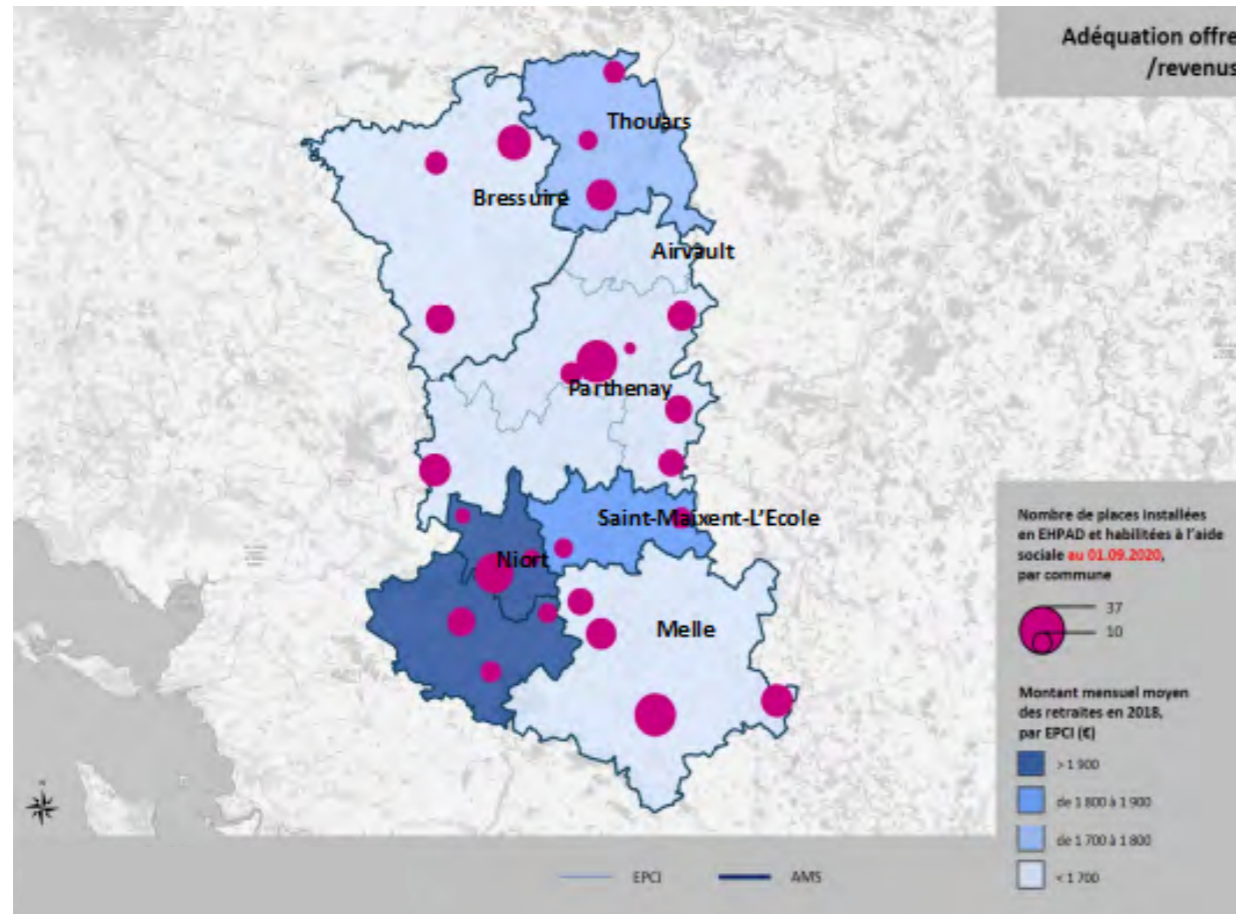 Adéquation offre
/revenus
Thouars
Bressuire
Airvault
Parthenay
Saint-Maixent-L'Ecole
Niort
Melle
Nombre de places installées
en EHPAD et habilitées à l'aide
sociale au 01.09.2020,
par commune
37
10
Montant mensuel moyen
des retraites en 2018,
par EPCI (€)
> 1 900
de 1 800 à 1 900
de 1 700 à 1 800
< 1 700
EPCI
AMS